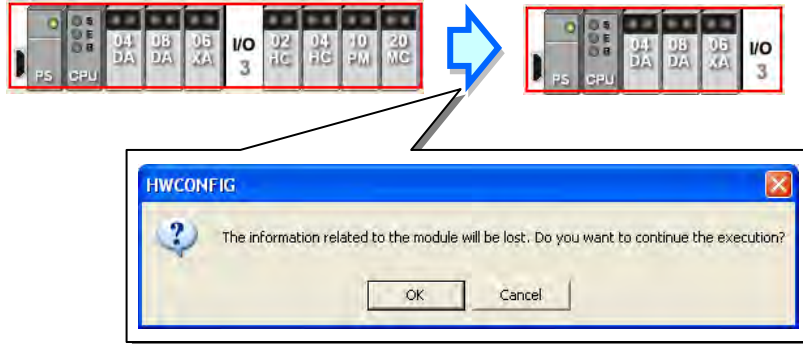 PS CPU S E B 04 DA 08 DA 06 XA I/O 3 02 HC 04 HC 10 PM 20 MC
PS CPU S E B 04 DA 08 DA 06 XA I/O 3
HWCONFIG
The information related to the module will be lost. Do you want to continue the execution?
OK Cancel